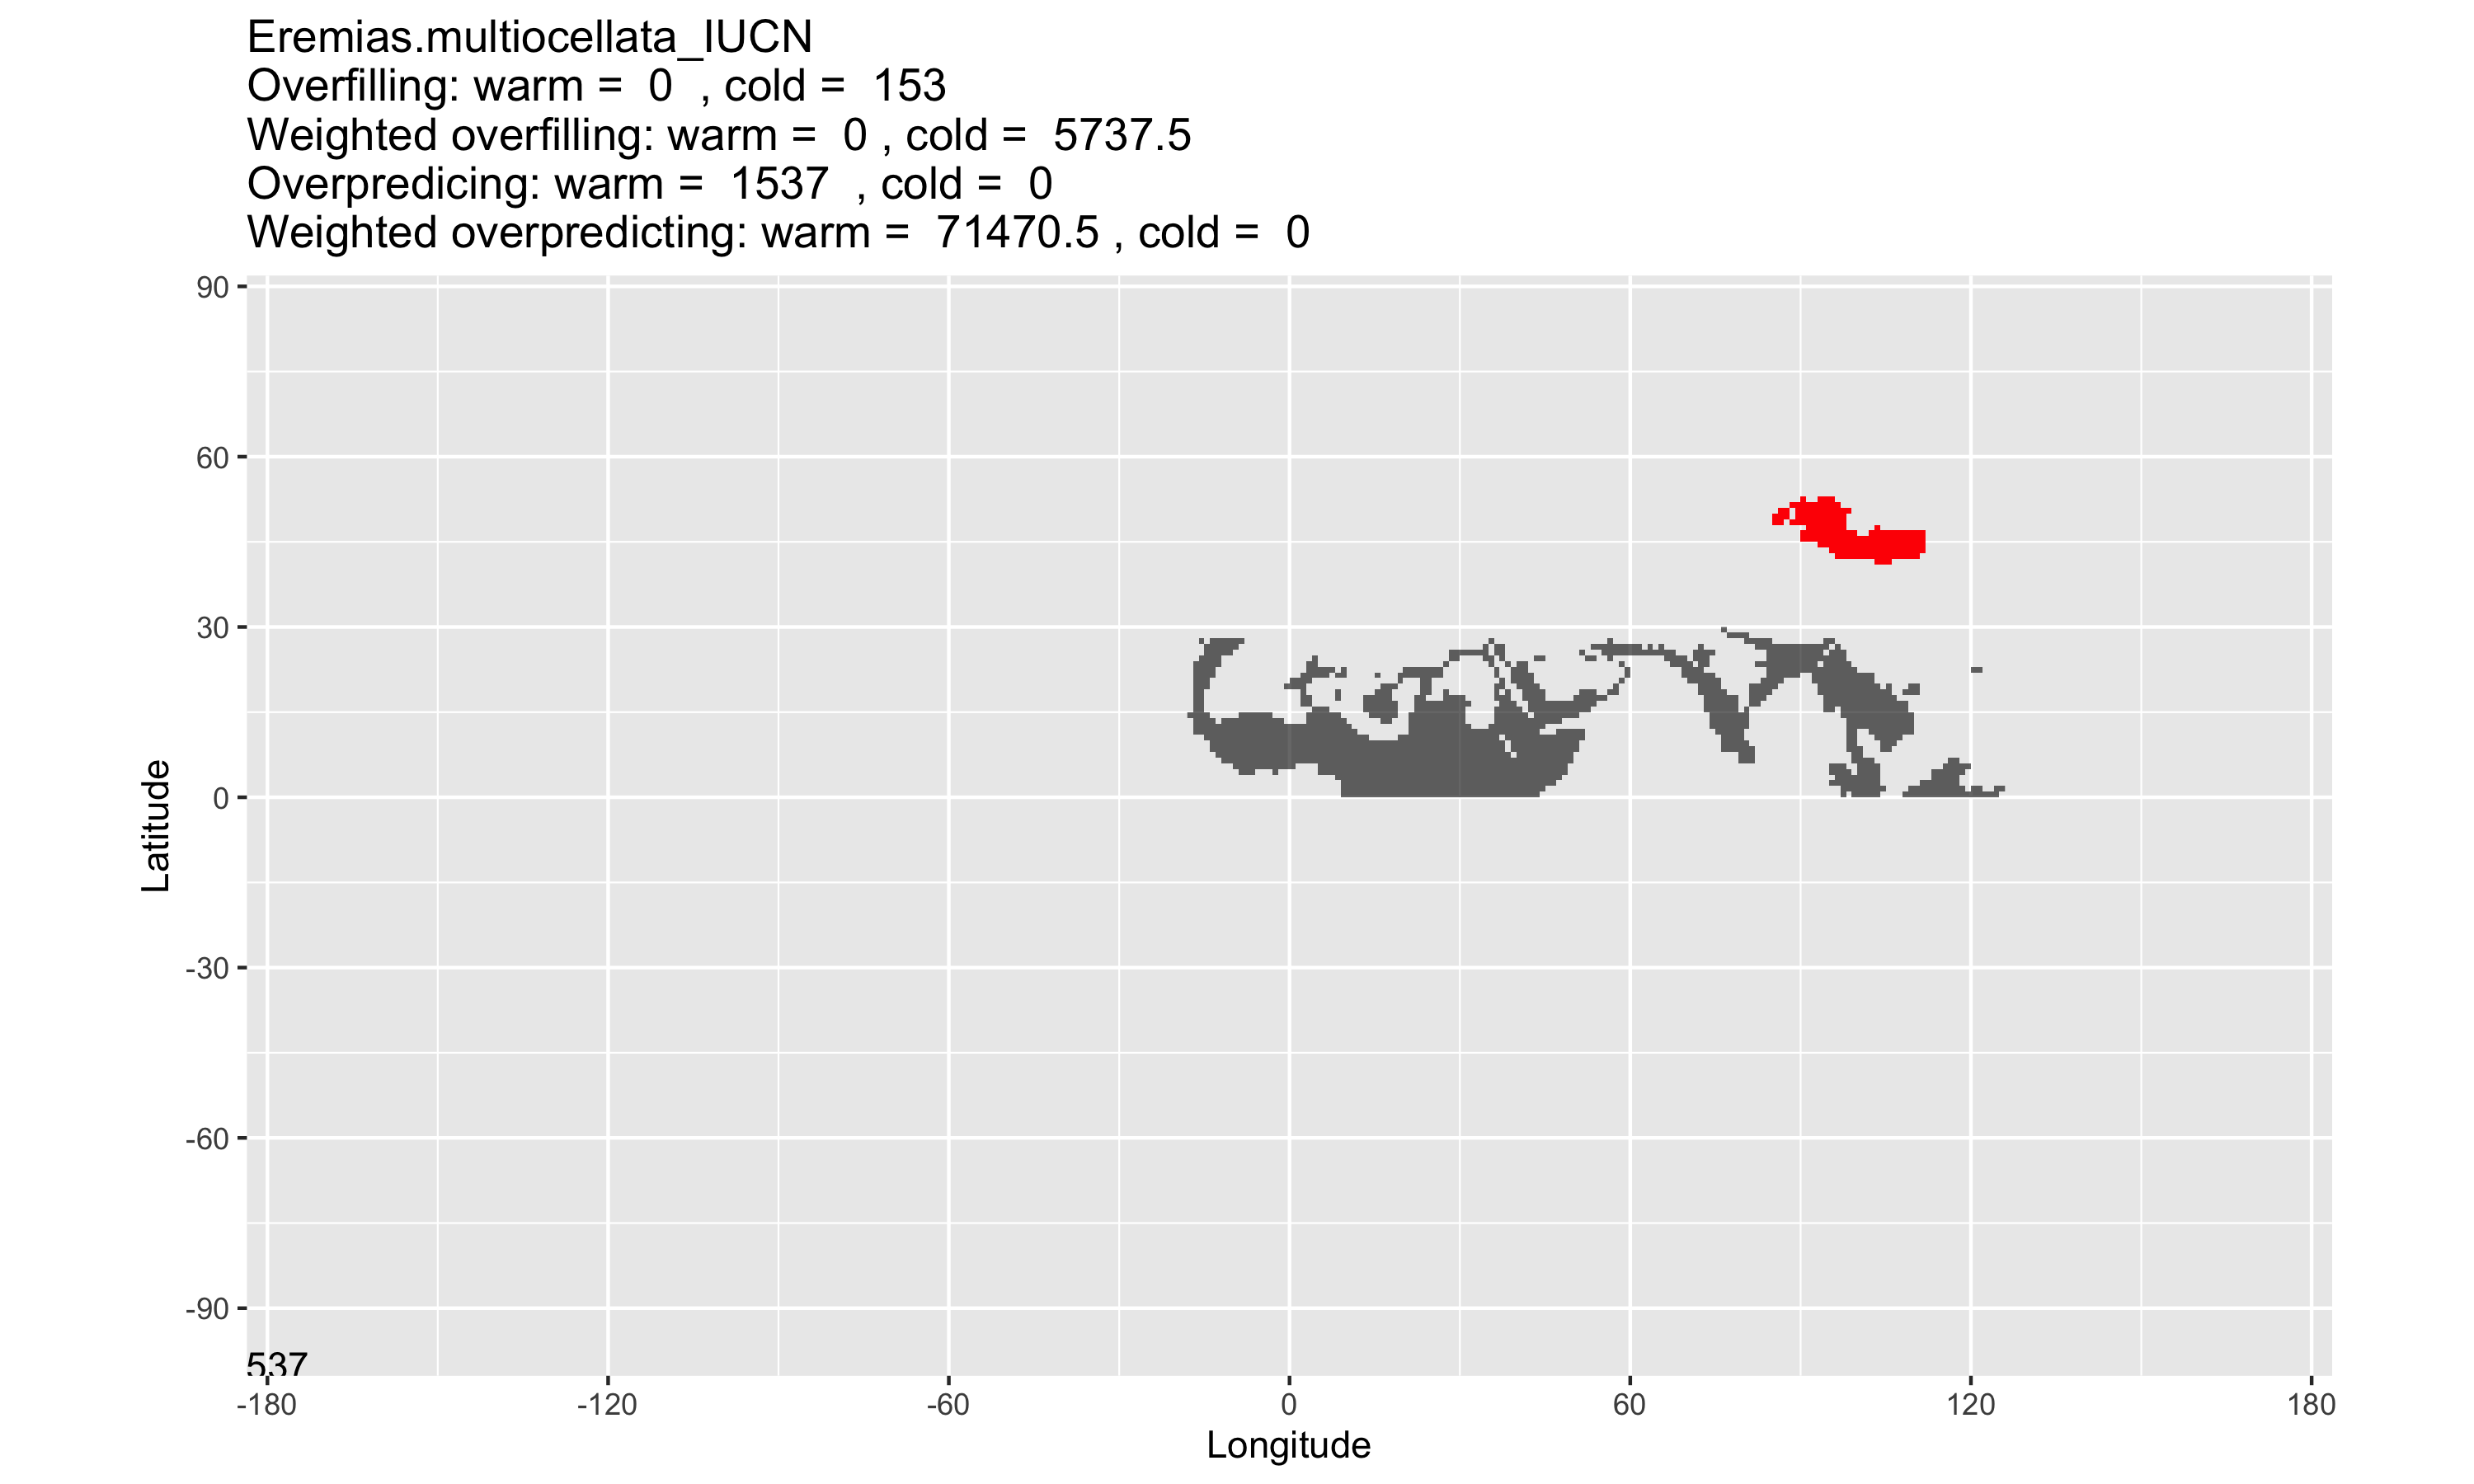 Eremias.multiocellata_IUCN
Overfilling: warm = 0 , cold = 153
Weighted overfilling: warm = 0 , cold = 5737.5
Overpredicing: warm = 1537 , cold = 0
Weighted overpredicting: warm = 71470.5 , cold = 0
90
60
30
0
-30
-60
-90
Latitude
537
-180
-120
-60
0
60
120
180
Longitude